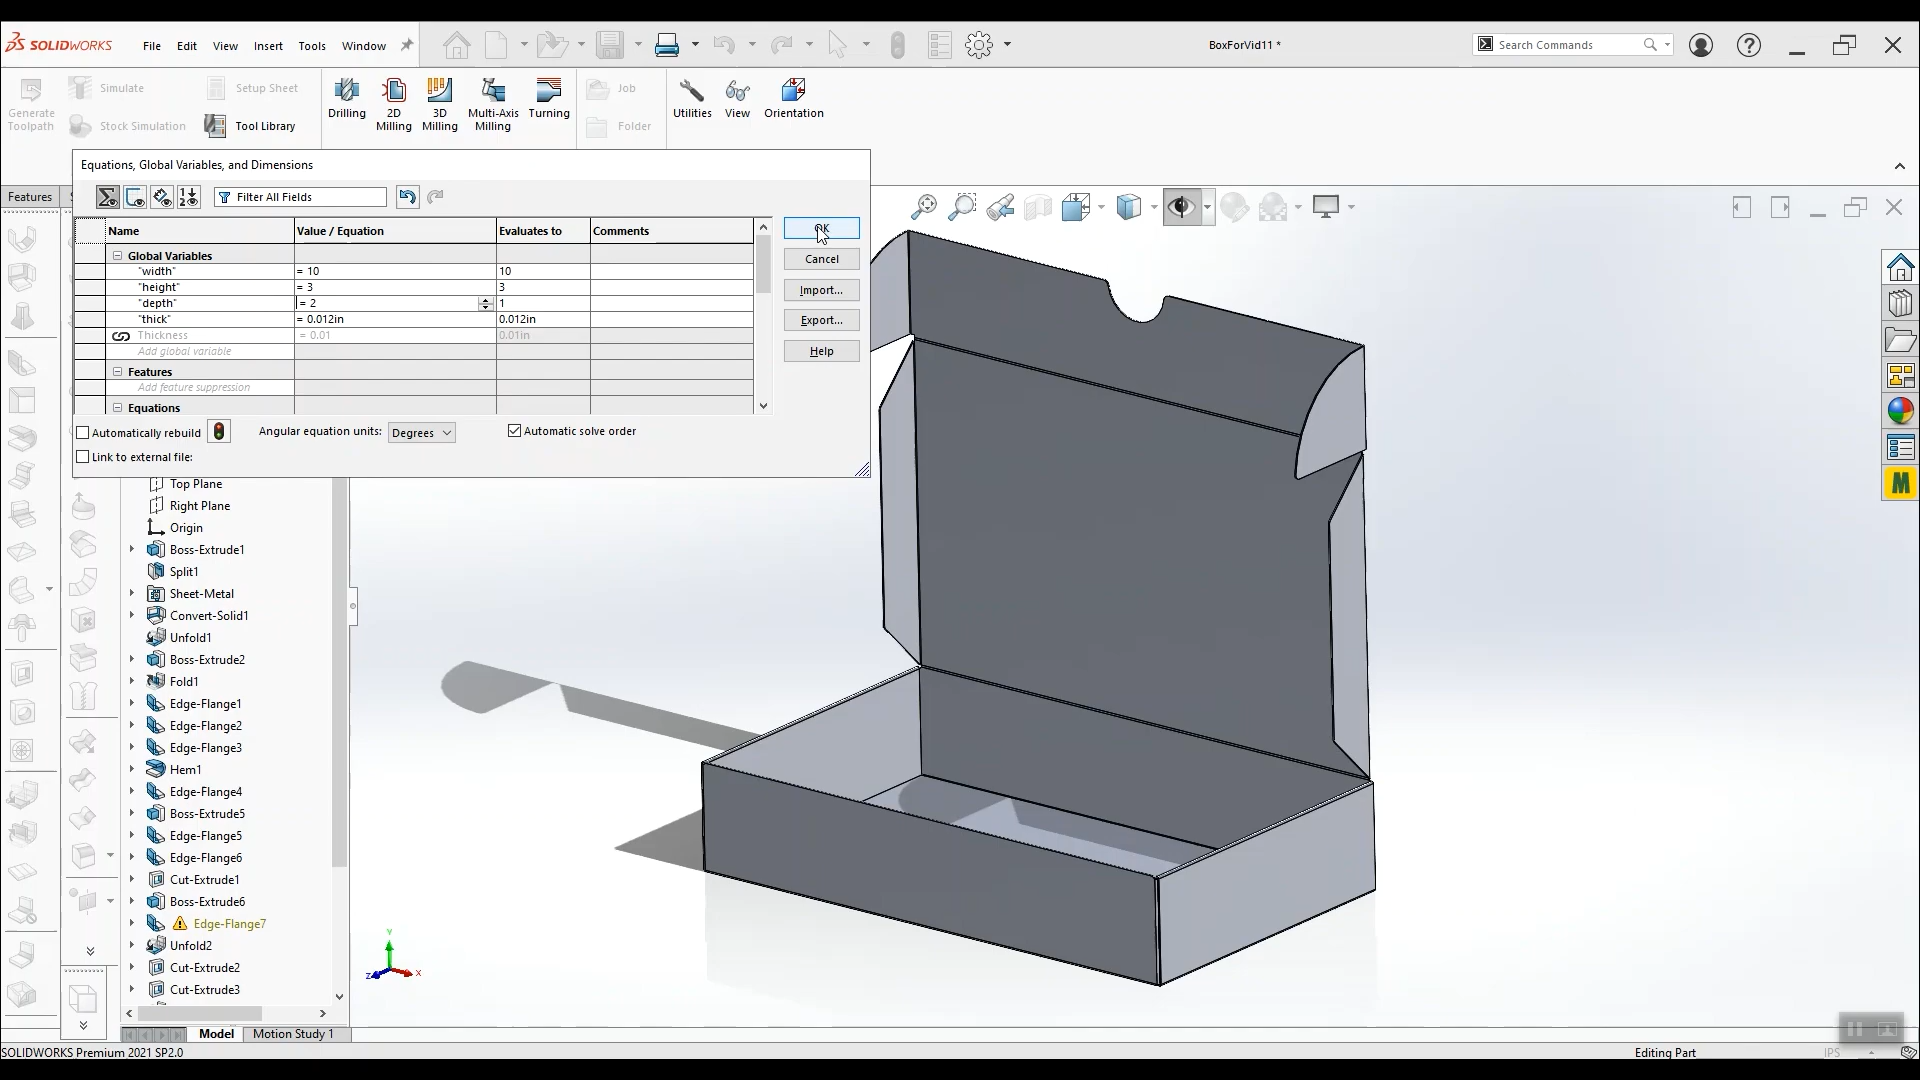 SOLIDWORKS File Edit View Insert Tools Window BoxForVid11 * Search Commands
Generate Toolpath
Simulate
Stock Simulation
Setup Sheet
Tool Library
Drilling
2D Milling
3D Milling
Multi-Axis Milling
Turning
Job
Folder
Utilities
View
Orientation
Features
Equations, Global Variables, and Dimensions
Filter All Fields
Name Value / Equation Evaluates to Comments
Global Variables
"width" = 10 10
"height" = 3 3
"depth" = 2 1
"thick" = 0.012in 0.012in
Thickness = 0.01 0.01in
Add global variable
Features
Add feature suppression
Equations
OK
Cancel
Import...
Export...
Help
Automatically rebuild Angular equation units: Degrees Automatic solve order
Link to external file:
Top Plane
Right Plane
Origin
Boss-Extrude1
Split1
Sheet-Metal
Convert-Solid1
Unfold1
Boss-Extrude2
Fold1
Edge-Flange1
Edge-Flange2
Edge-Flange3
Hem1
Edge-Flange4
Boss-Extrude5
Edge-Flange5
Edge-Flange6
Cut-Extrude1
Boss-Extrude6
Edge-Flange7
Unfold2
Cut-Extrude2
Cut-Extrude3
Y
Z X
M
Model Motion Study 1
SOLIDWORKS Premium 2021 SP2.0 Editing Part IPS